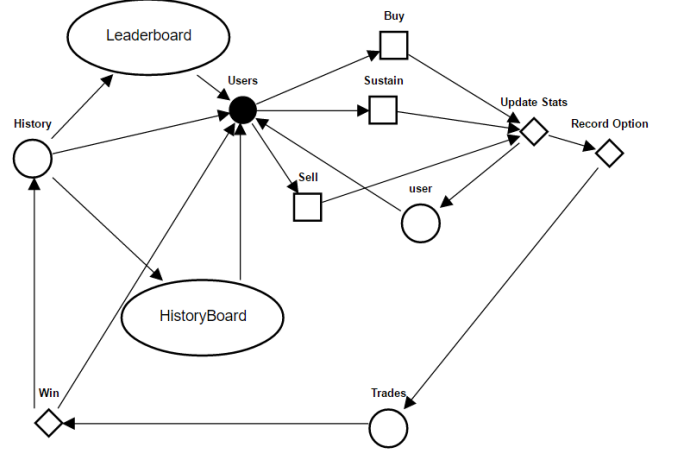 Buy
Leaderboard
Users
Sustain
Update Stats
History
Record Option
Sell
user
HistoryBoard
Win
Trades